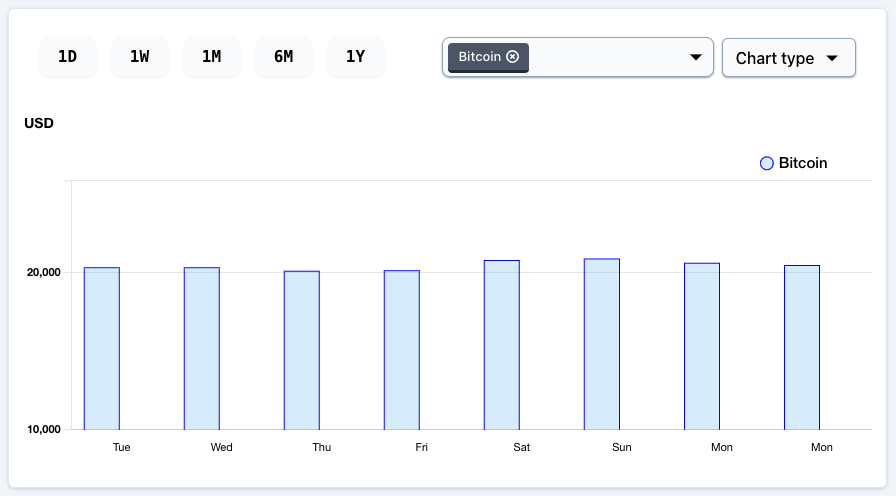 1D 1W 1M 6M 1Y Bitcoin Chart type
USD
Bitcoin
20,000
10,000
Tue Wed Thu Fri Sat Sun Mon Mon